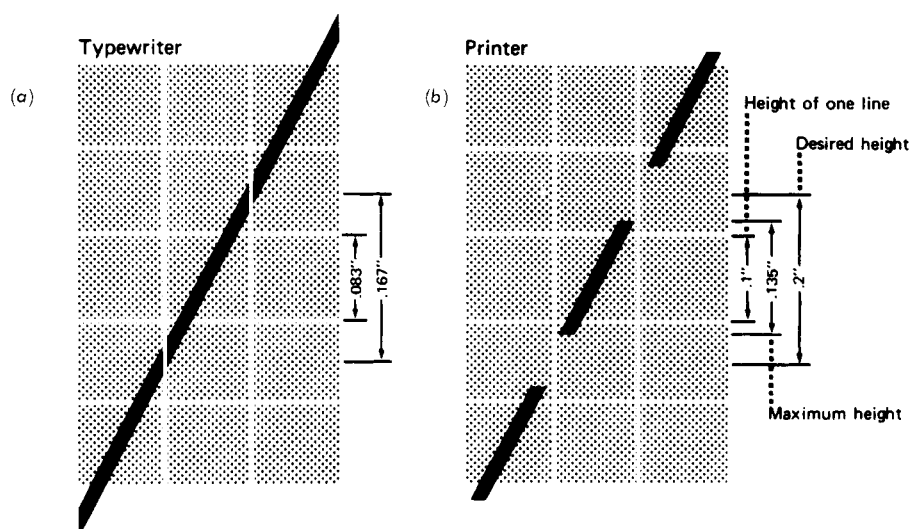 Typewriter
(a)
.083"
.167"
Printer
(b)
Height of one line
Desired height
.1"
.135"
.2"
Maximum height